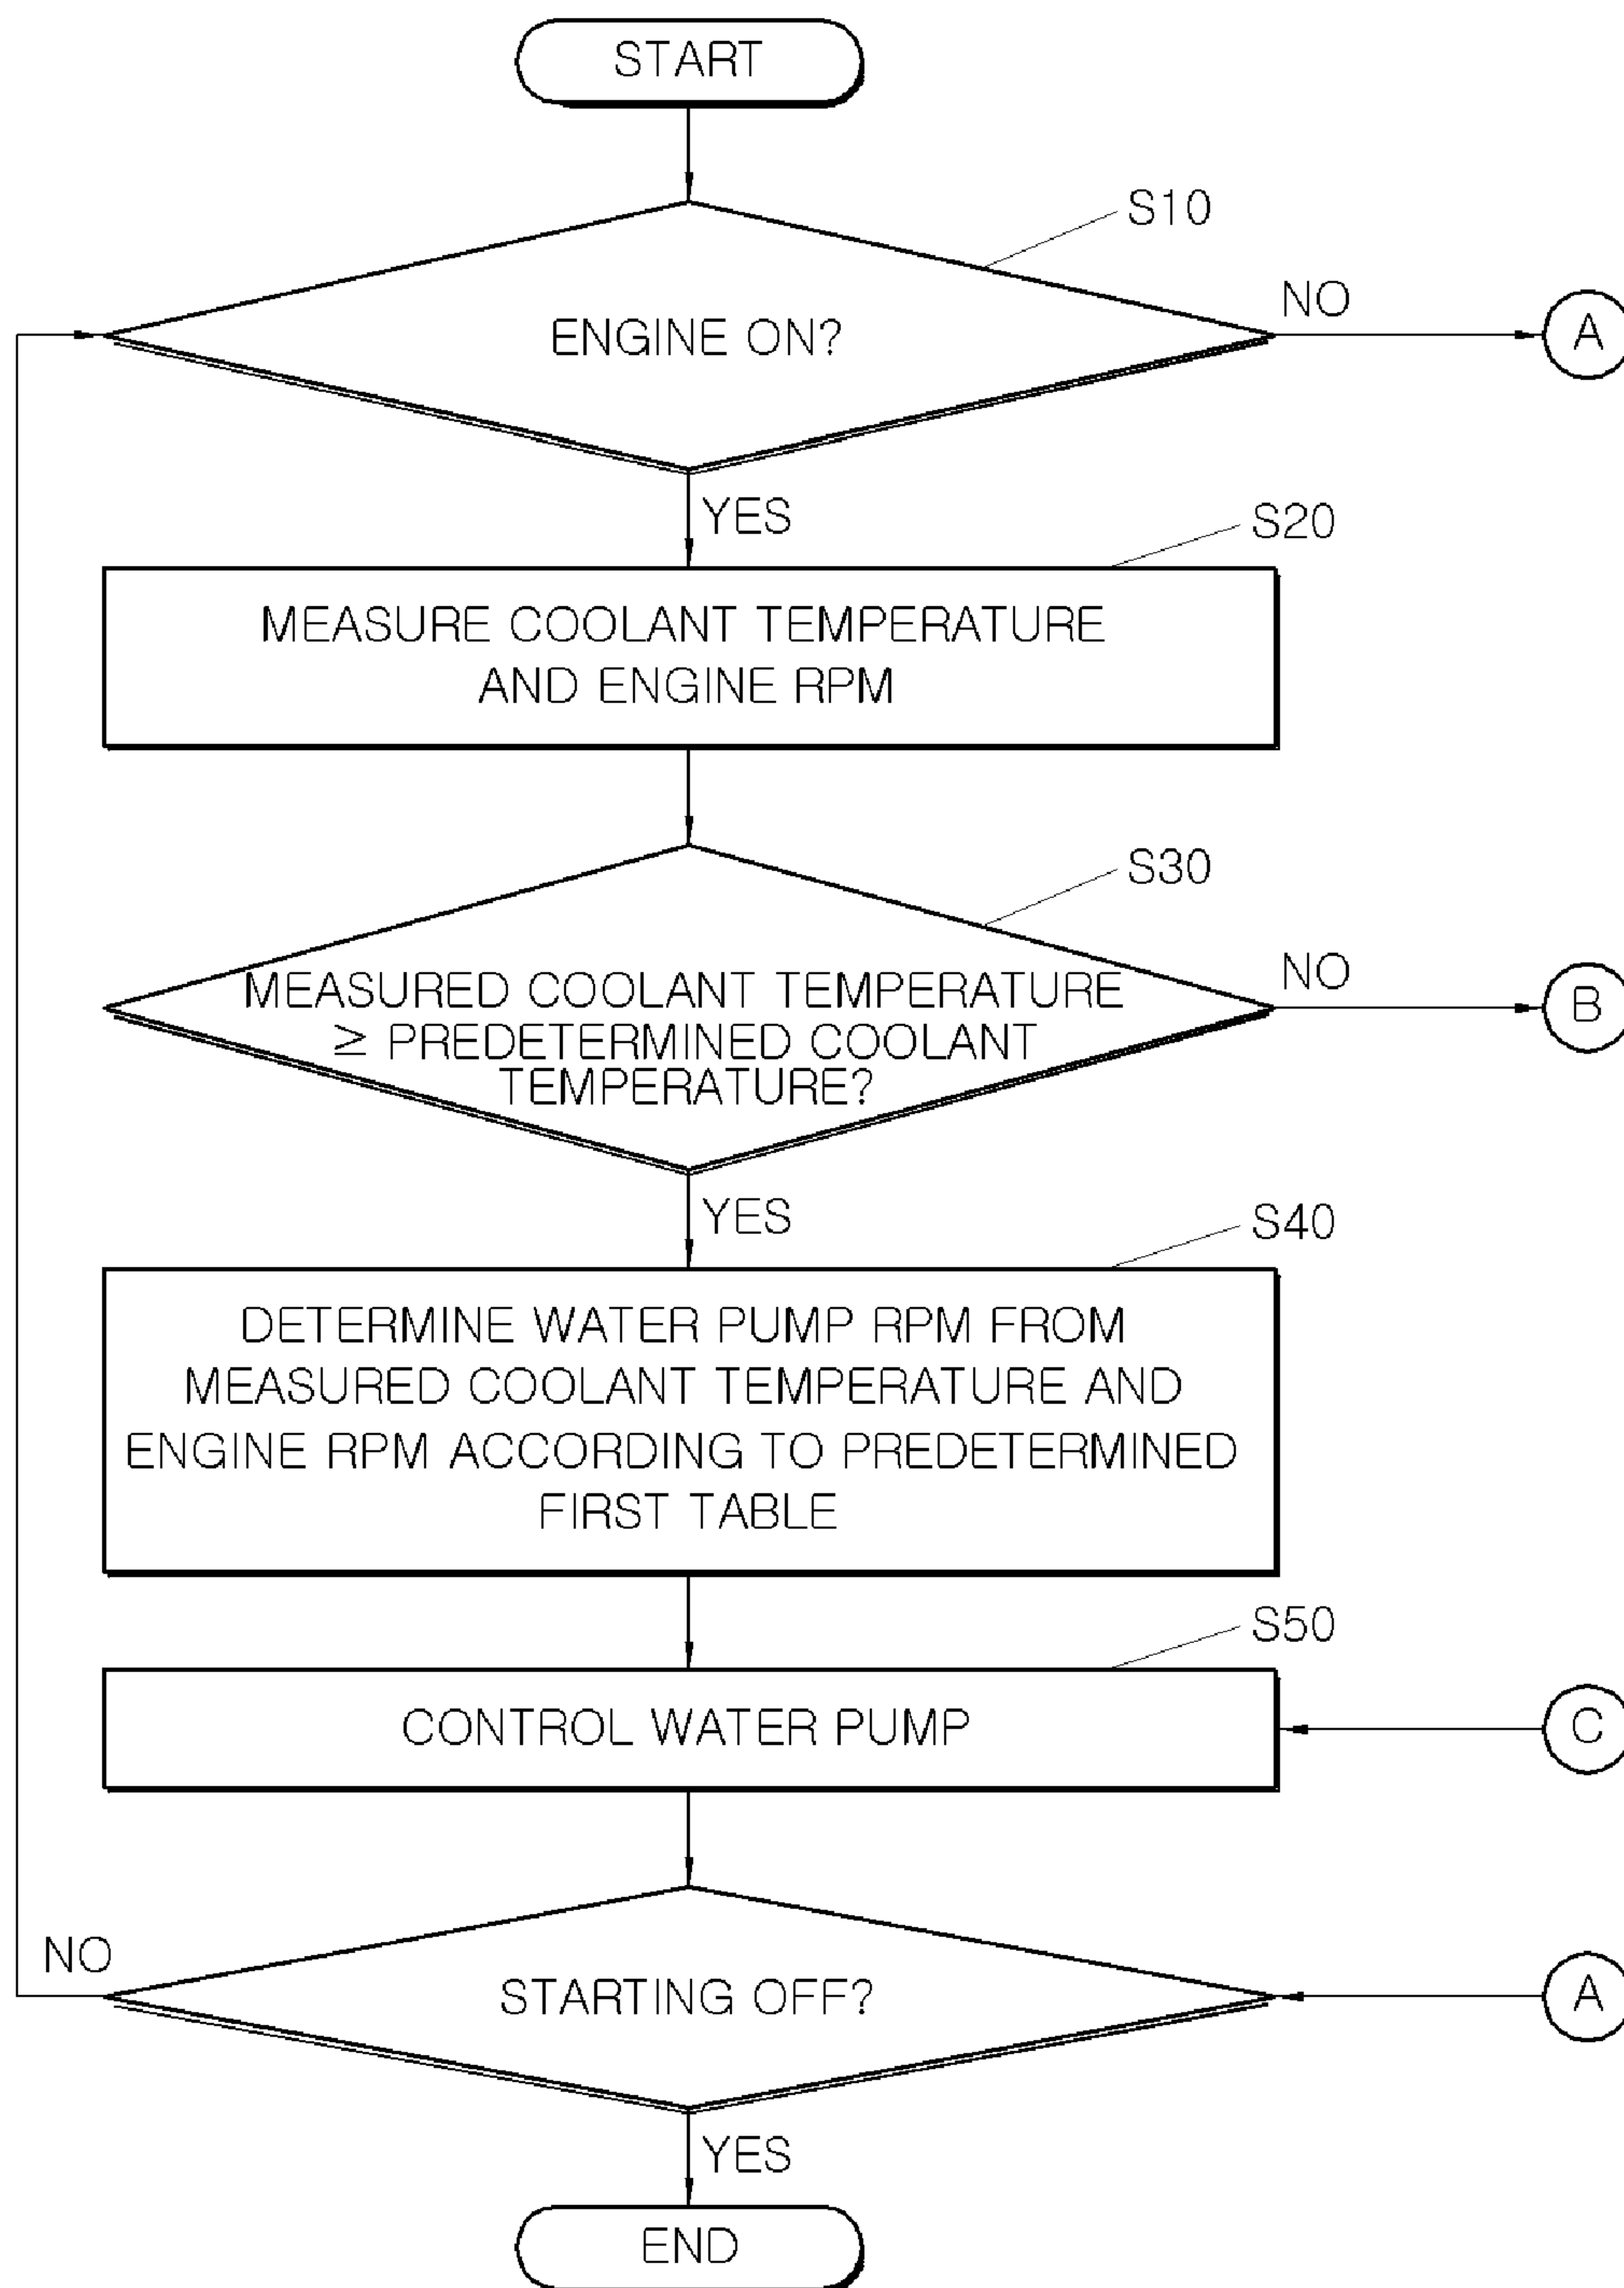 START
S10
ENGINE ON?
NO
A
YES
S20
MEASURE COOLANT TEMPERATURE
AND ENGINE RPM
S30
MEASURED COOLANT TEMPERATURE
≥ PREDETERMINED COOLANT
TEMPERATURE?
NO
B
YES
S40
DETERMINE WATER PUMP RPM FROM
MEASURED COOLANT TEMPERATURE AND
ENGINE RPM ACCORDING TO PREDETERMINED
FIRST TABLE
S50
CONTROL WATER PUMP
C
NO
STARTING OFF?
A
YES
END